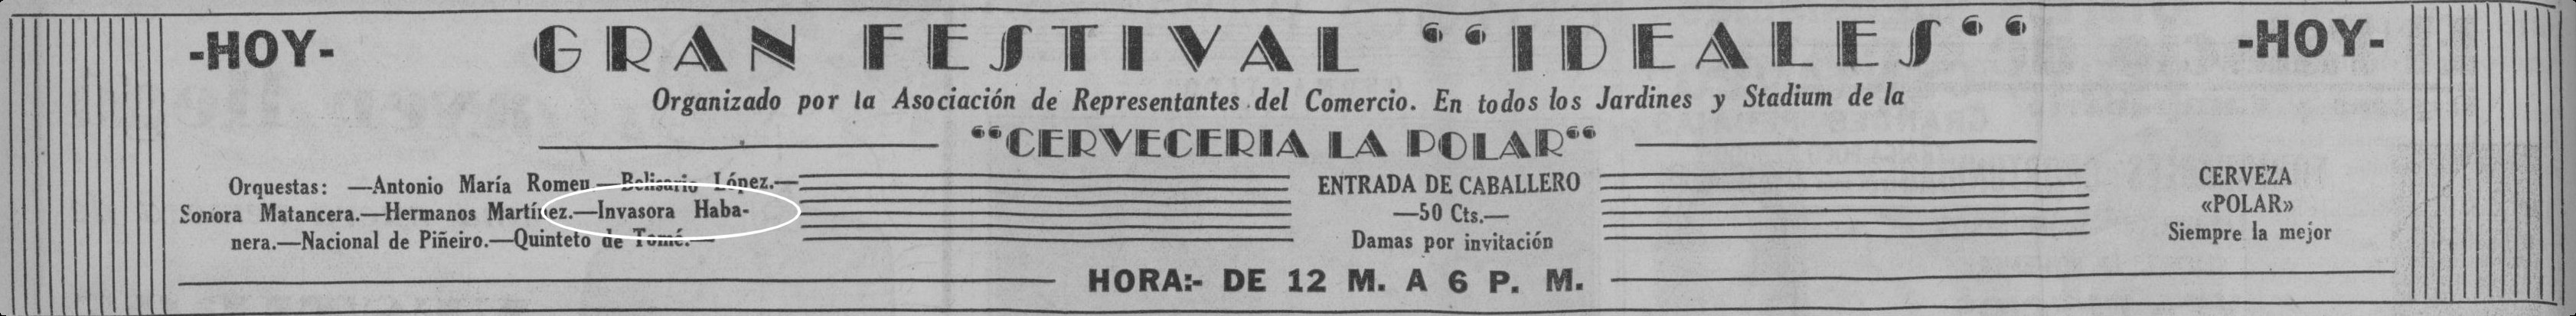 -HOY-
GRAN FESTIVAL “IDEALES“
-HOY-
Organizado por la Asociación de Representantes del Comercio. En todos los Jardines y Stadium de la
“CERVECERIA LA POLAR“
Orquestas: —Antonio María Romeu.—Belisario López.—
Sonora Matancera.—Hermanos Martínez.—Invasora Haba-
nera.—Nacional de Piñeiro.—Quinteto de Tomé.—
ENTRADA DE CABALLERO
—50 Cts.—
Damas por invitación
CERVEZA
«POLAR»
Siempre la mejor
HORA:- DE 12 M. A 6 P. M.